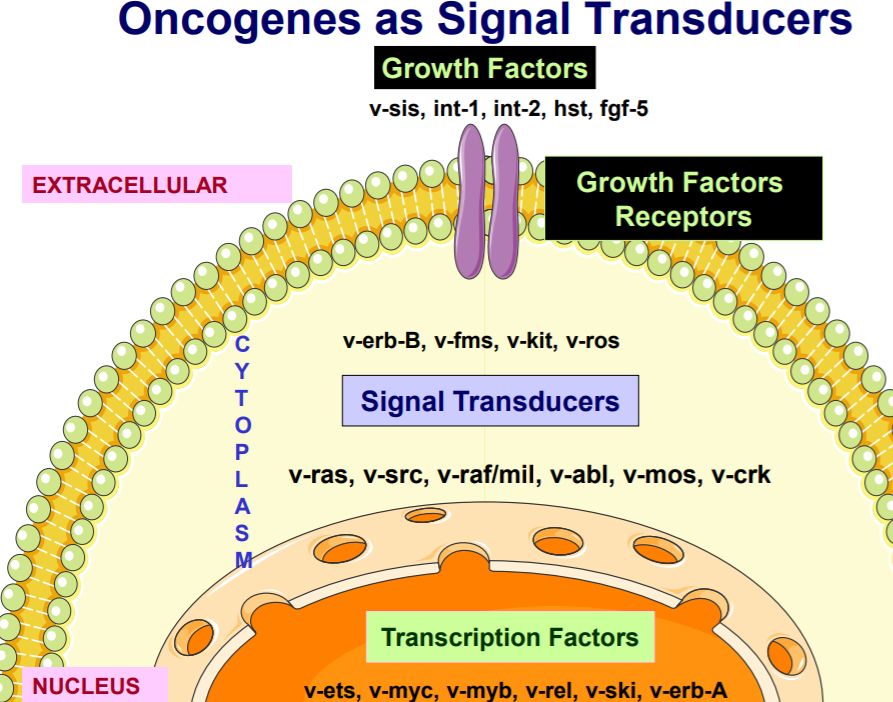 Oncogenes as Signal Transducers
Growth Factors
v-sis, int-1, int-2, hst, fgf-5
EXTRACELLULAR
Growth Factors
Receptors
v-erb-B, v-fms, v-kit, v-ros
CYTOPLASM
Signal Transducers
v-ras, v-src, v-raf/mil, v-abl, v-mos, v-crk
Transcription Factors
NUCLEUS
v-ets, v-myc, v-myb, v-rel, v-ski, v-erb-A